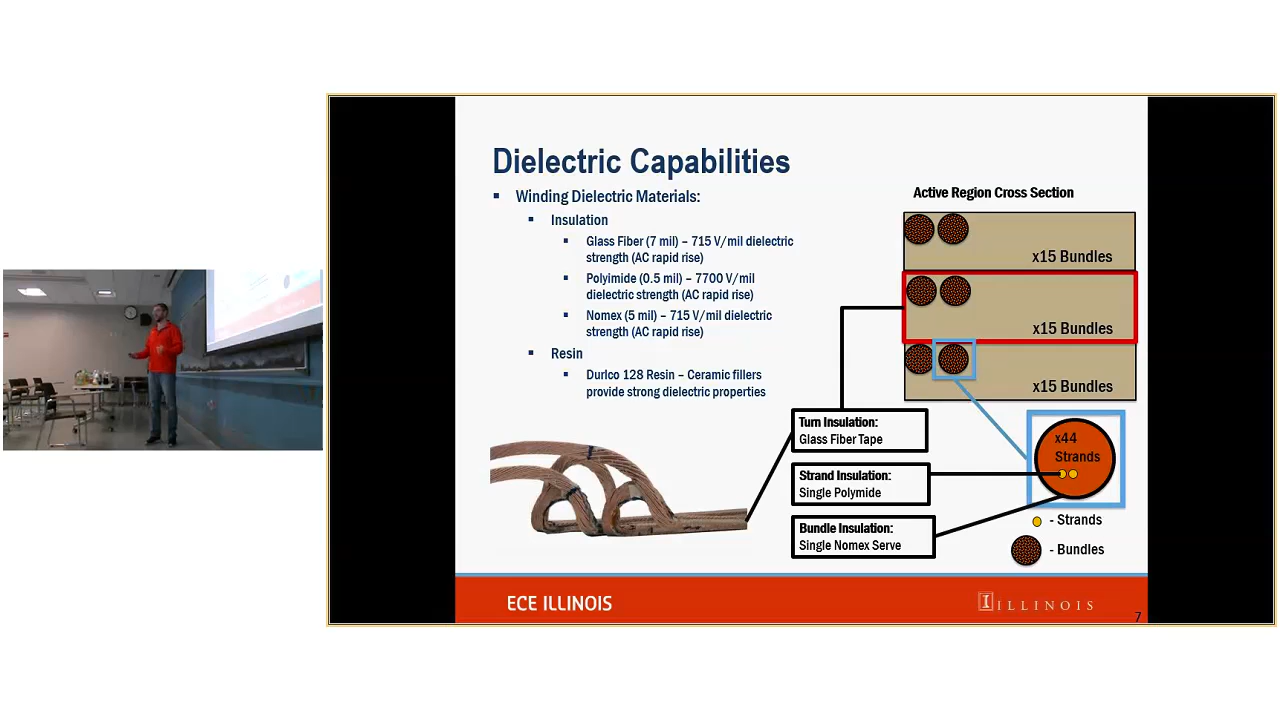 Dielectric Capabilities
Winding Dielectric Materials:
Insulation
Glass Fiber (7 mil) – 715 V/mil dielectric
strength (AC rapid rise)
Polyimide (0.5 mil) – 7700 V/mil
dielectric strength (AC rapid rise)
Nomex (5 mil) – 715 V/mil dielectric
strength (AC rapid rise)
Resin
Durlco 128 Resin – Ceramic fillers
provide strong dielectric properties
Active Region Cross Section
x15 Bundles
x15 Bundles
x15 Bundles
Turn Insulation:
Glass Fiber Tape
Strand Insulation:
Single Polymide
Bundle Insulation:
Single Nomex Serve
x44
Strands
- Strands
- Bundles
ECE ILLINOIS
I ILLINOIS
7